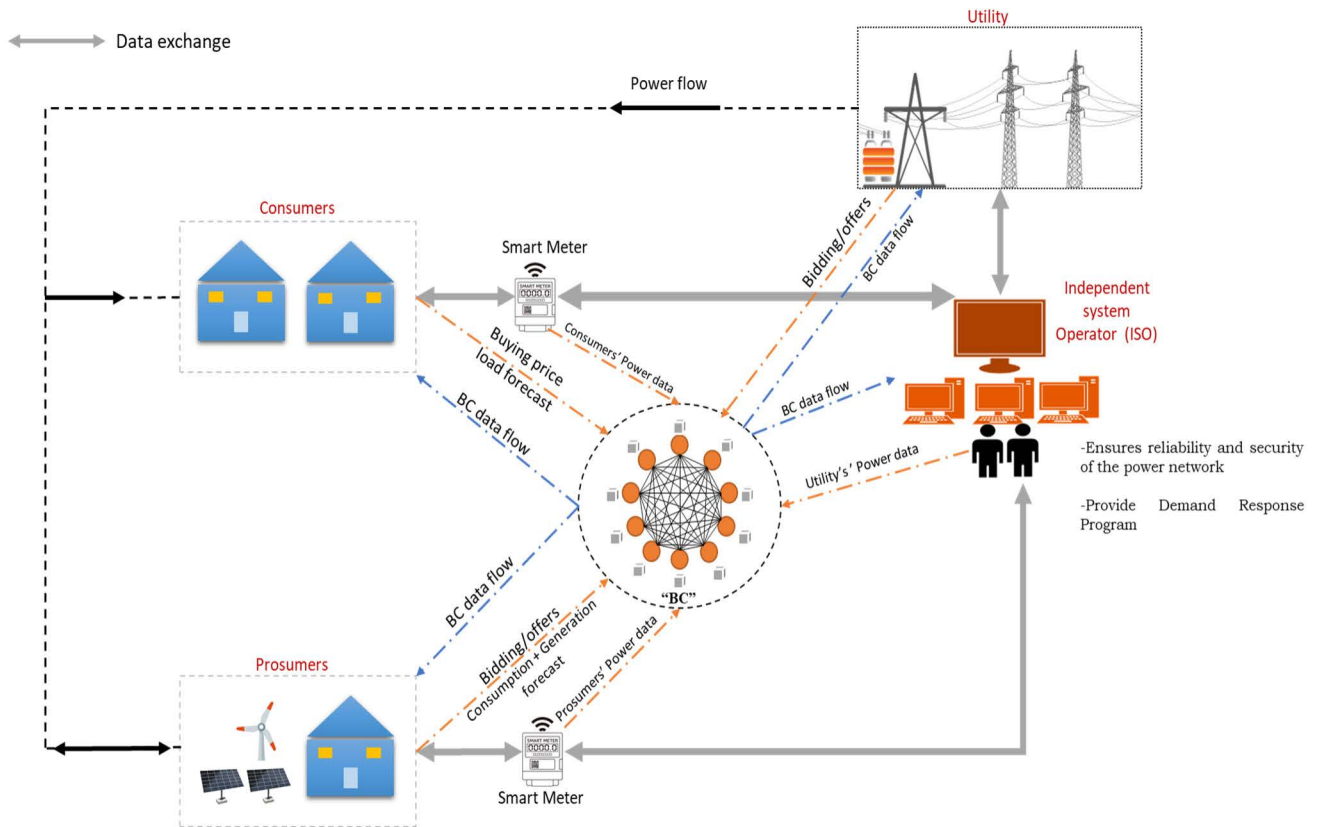 Utility
Data exchange
Power flow
Consumers
Smart Meter
SMART METER
0000.0
Bidding/offers
BC data flow
Independent
system
Operator (ISO)
Consumers' Power data
Buying price
load forecast
BC data flow
BC data flow
-Ensures reliability and security
of the power network
-Provide Demand Response
Program
Utility's' Power data
"BC"
BC data flow
Bidding/offers
Consumption + Generation
forecast
Prosumers' Power data
Prosumers
SMART METER
0000.0
Smart Meter